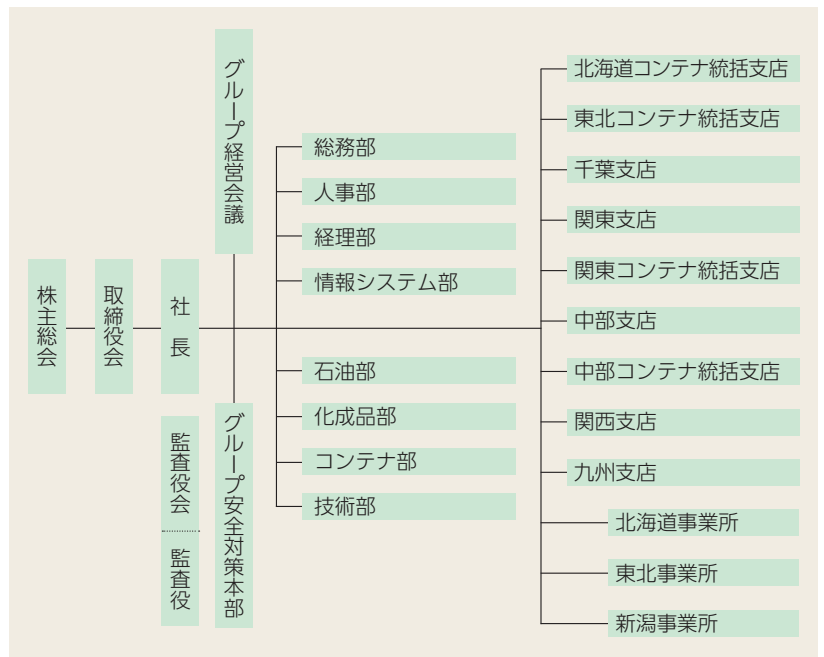 株主総会
取締役会
社長
監査役会
監査役
グループ経営会議
グループ安全対策本部
総務部
人事部
経理部
情報システム部
石油部
化成品部
コンテナ部
技術部
北海道コンテナ統括支店
東北コンテナ統括支店
千葉支店
関東支店
関東コンテナ統括支店
中部支店
中部コンテナ統括支店
関西支店
九州支店
北海道事業所
東北事業所
新潟事業所